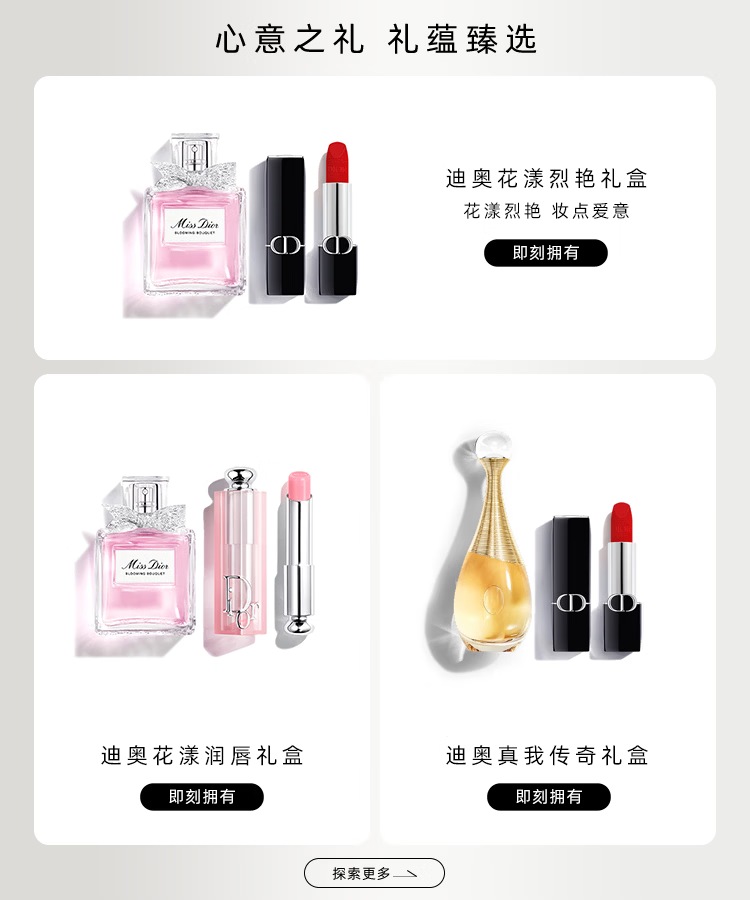 心意之礼 礼蕴臻选
Miss Dior
BLOOMING BOUQUET
迪奥花漾烈艳礼盒
花漾烈艳 妆点爱意
即刻拥有
Miss Dior
BLOOMING BOUQUET
Dior
迪奥花漾润唇礼盒
即刻拥有
迪奥真我传奇礼盒
即刻拥有
探索更多